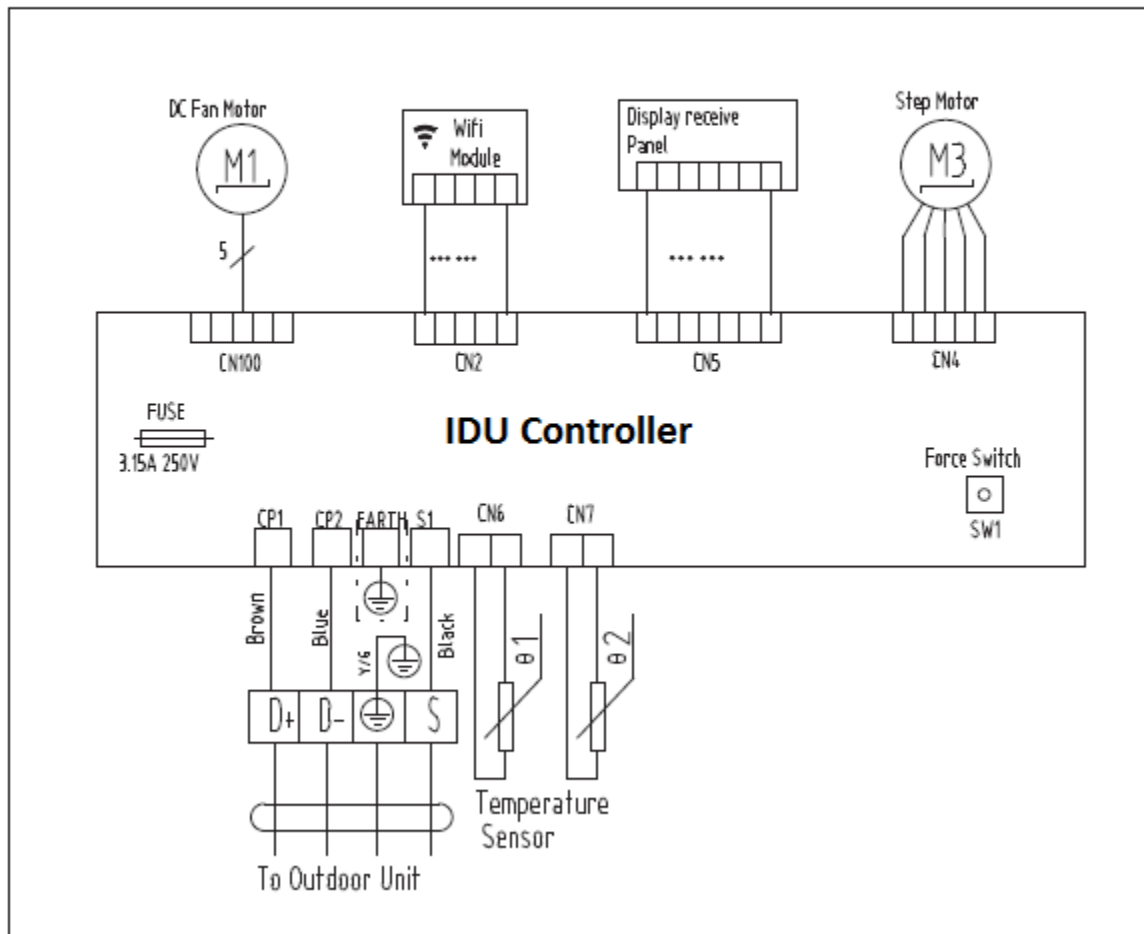 DC Fan Motor
M1
5
Wifi
Module
Display receive
Panel
Step Motor
M3
CN100
CN2
CN5
CN4
FUSE
3.15A 250V
IDU Controller
Force Switch
SW1
CP1
CP2
EARTH
S1
CN6
CN7
Brown
Blue
Y/G
Black
θ1
θ2
D+
D-
S
Temperature
Sensor
To Outdoor Unit